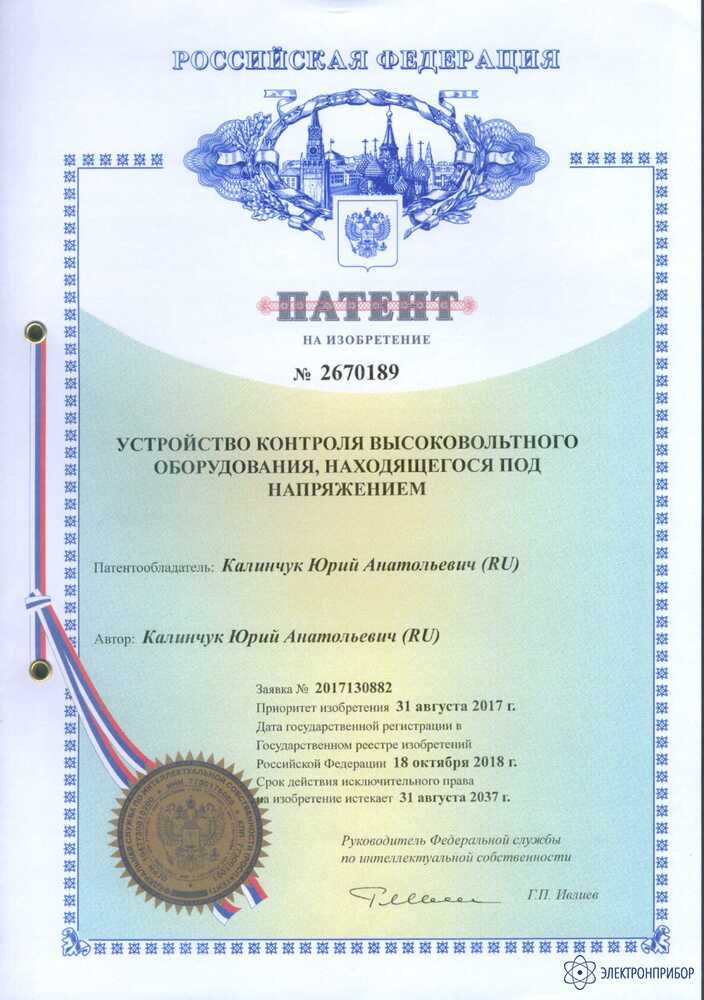 РОССИЙСКАЯ ФЕДЕРАЦИЯ
ПАТЕНТ
НА ИЗОБРЕТЕНИЕ
№ 2670189
УСТРОЙСТВО КОНТРОЛЯ ВЫСОКОВОЛЬТНОГО
ОБОРУДОВАНИЯ, НАХОДЯЩЕГОСЯ ПОД
НАПРЯЖЕНИЕМ
Патентообладатель: Калинчук Юрий Анатольевич (RU)
Автор: Калинчук Юрий Анатольевич (RU)
Заявка № 2017130882
Приоритет изобретения 31 августа 2017 г.
Дата государственной регистрации в
Государственном реестре изобретений
Российской Федерации 18 октября 2018 г.
Срок действия исключительного права
на изобретение истекает 31 августа 2037 г.
Руководитель Федеральной службы
по интеллектуальной собственности
Г.П. Ивлиев
ЭЛЕКТРОНПРИБОР